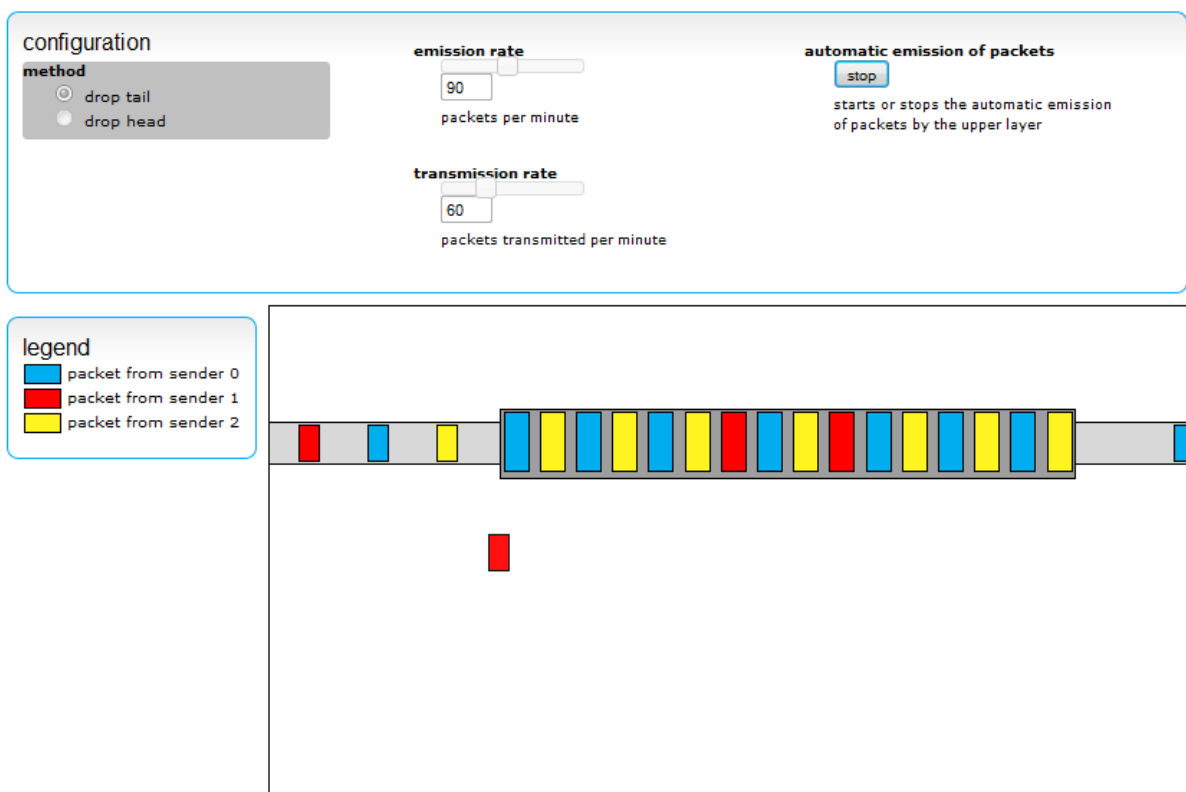 configuration
method
drop tail
drop head
emission rate
90
packets per minute
transmission rate
60
packets transmitted per minute
automatic emission of packets
stop
starts or stops the automatic emission
of packets by the upper layer
legend
packet from sender 0
packet from sender 1
packet from sender 2